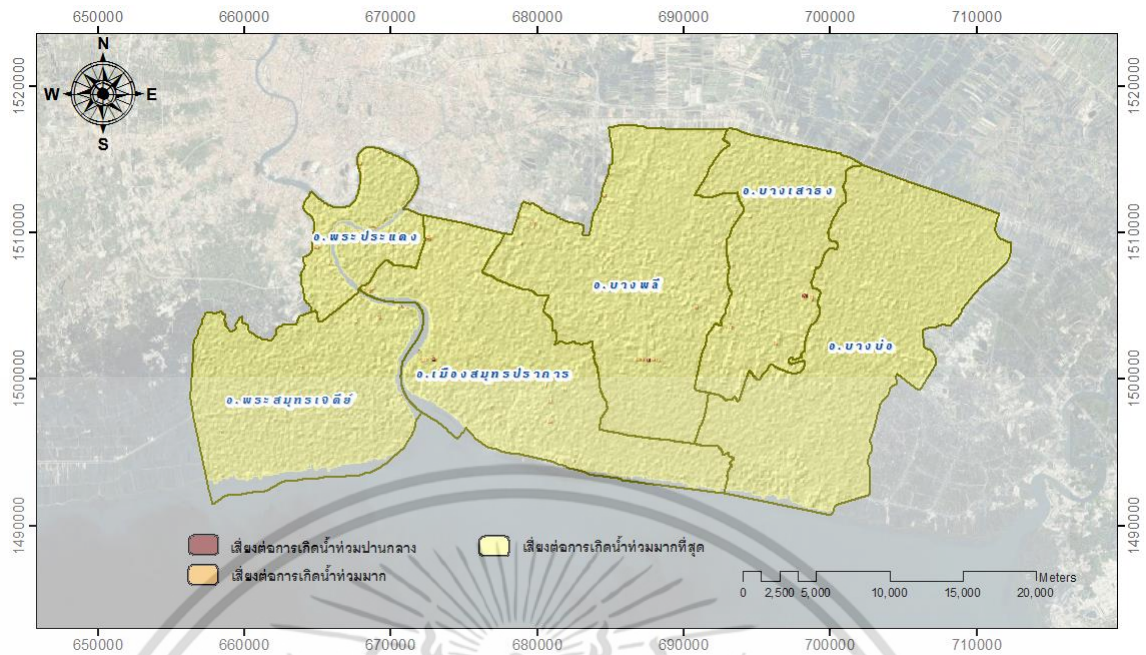 650000 660000 670000 680000 690000 700000 710000
N
W E
S
1520000 1520000
1510000 1510000
1500000 1500000
1490000 1490000
อ.บางเสาธง
อ.พระประแดง
อ.บางพลี
อ.บางบ่อ
อ.เมืองสมุทรปราการ
อ.พระสมุทรเจดีย์
เสี่ยงต่อการเกิดน้ำท่วมปานกลาง
เสี่ยงต่อการเกิดน้ำท่วมมากที่สุด
เสี่ยงต่อการเกิดน้ำท่วมมาก
Meters
0 2,500 5,000 10,000 15,000 20,000
650000 660000 670000 680000 690000 700000 710000